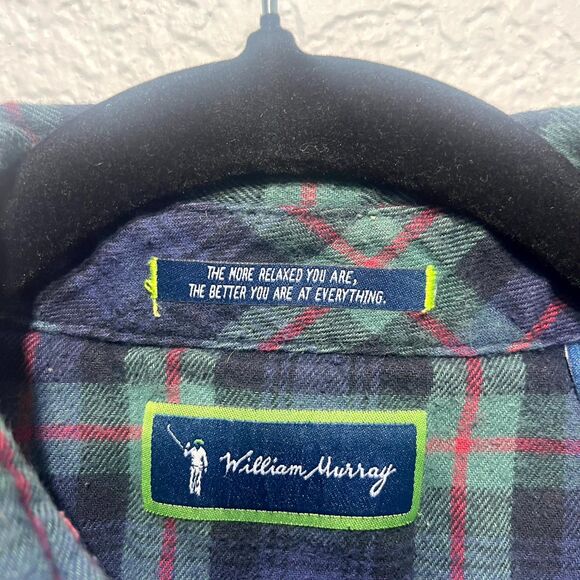 THE MORE RELAXED YOU ARE,
THE BETTER YOU ARE AT EVERYTHING.
William Murray